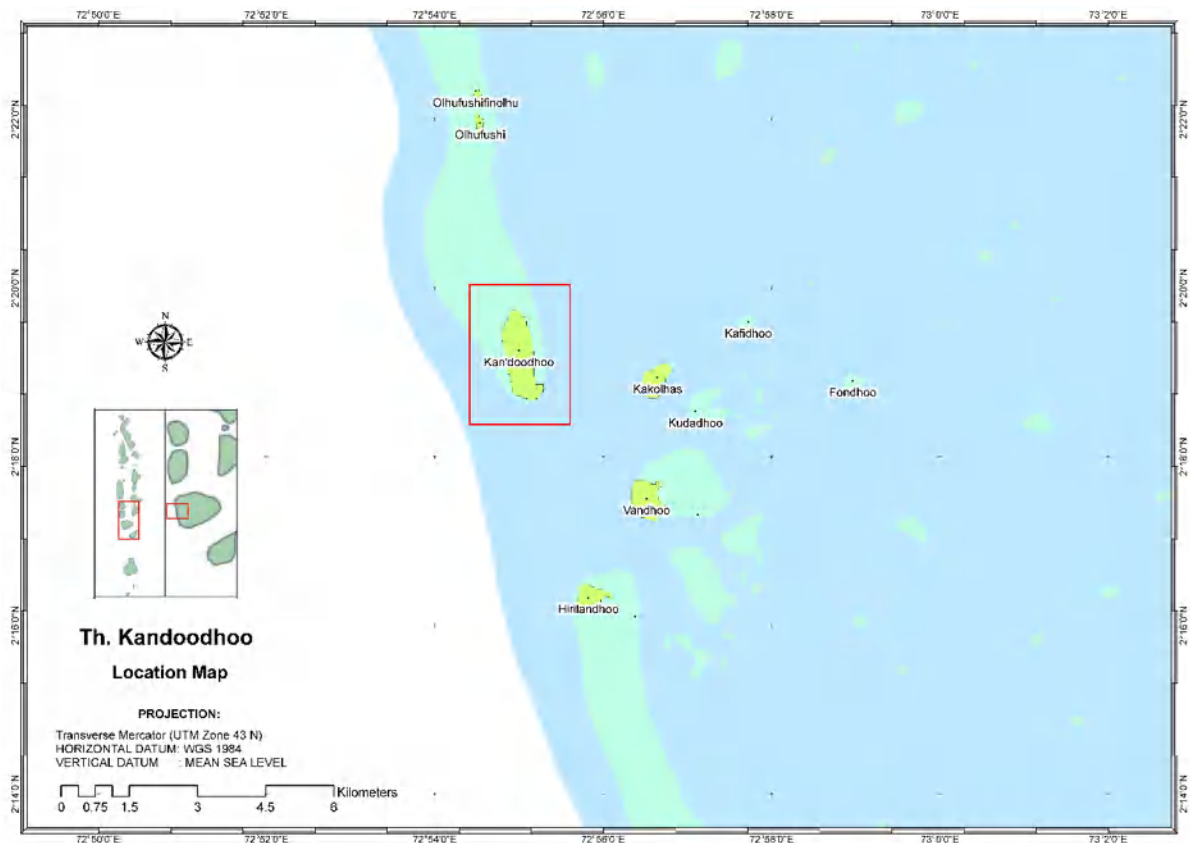 72°50'0"E 72°52'0"E 72°54'0"E 72°56'0"E 72°58'0"E 73°0'0"E 73°2'0"E
2°22'0"N 2°22'0"N
Olhufushifinolhu
Olhufushi
2°20'0"N 2°20'0"N
Kafidhoo
N
W E
S
Kan'doodhoo
Kakolhas
Fondhoo
Kudadhoo
2°18'0"N 2°18'0"N
Vandhoo
Hirilandhoo
2°16'0"N 2°16'0"N
Th. Kandoodhoo
Location Map
PROJECTION:
Transverse Mercator (UTM Zone 43 N)
HORIZONTAL DATUM: WGS 1984
VERTICAL DATUM : MEAN SEA LEVEL
Kilometers
0 0.75 1.5 3 4.5 6
2°14'0"N 2°14'0"N
72°50'0"E 72°52'0"E 72°54'0"E 72°56'0"E 72°58'0"E 73°0'0"E 73°2'0"E